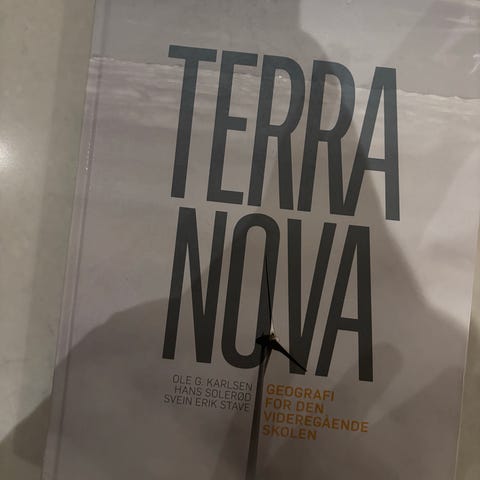 TERRA
NOVA
OLE G. KARLSEN
HANS SOLERØD
SVEIN ERIK STAVE
GEOGRAFI
FOR DEN
VIDEREGÅENDE
SKOLEN